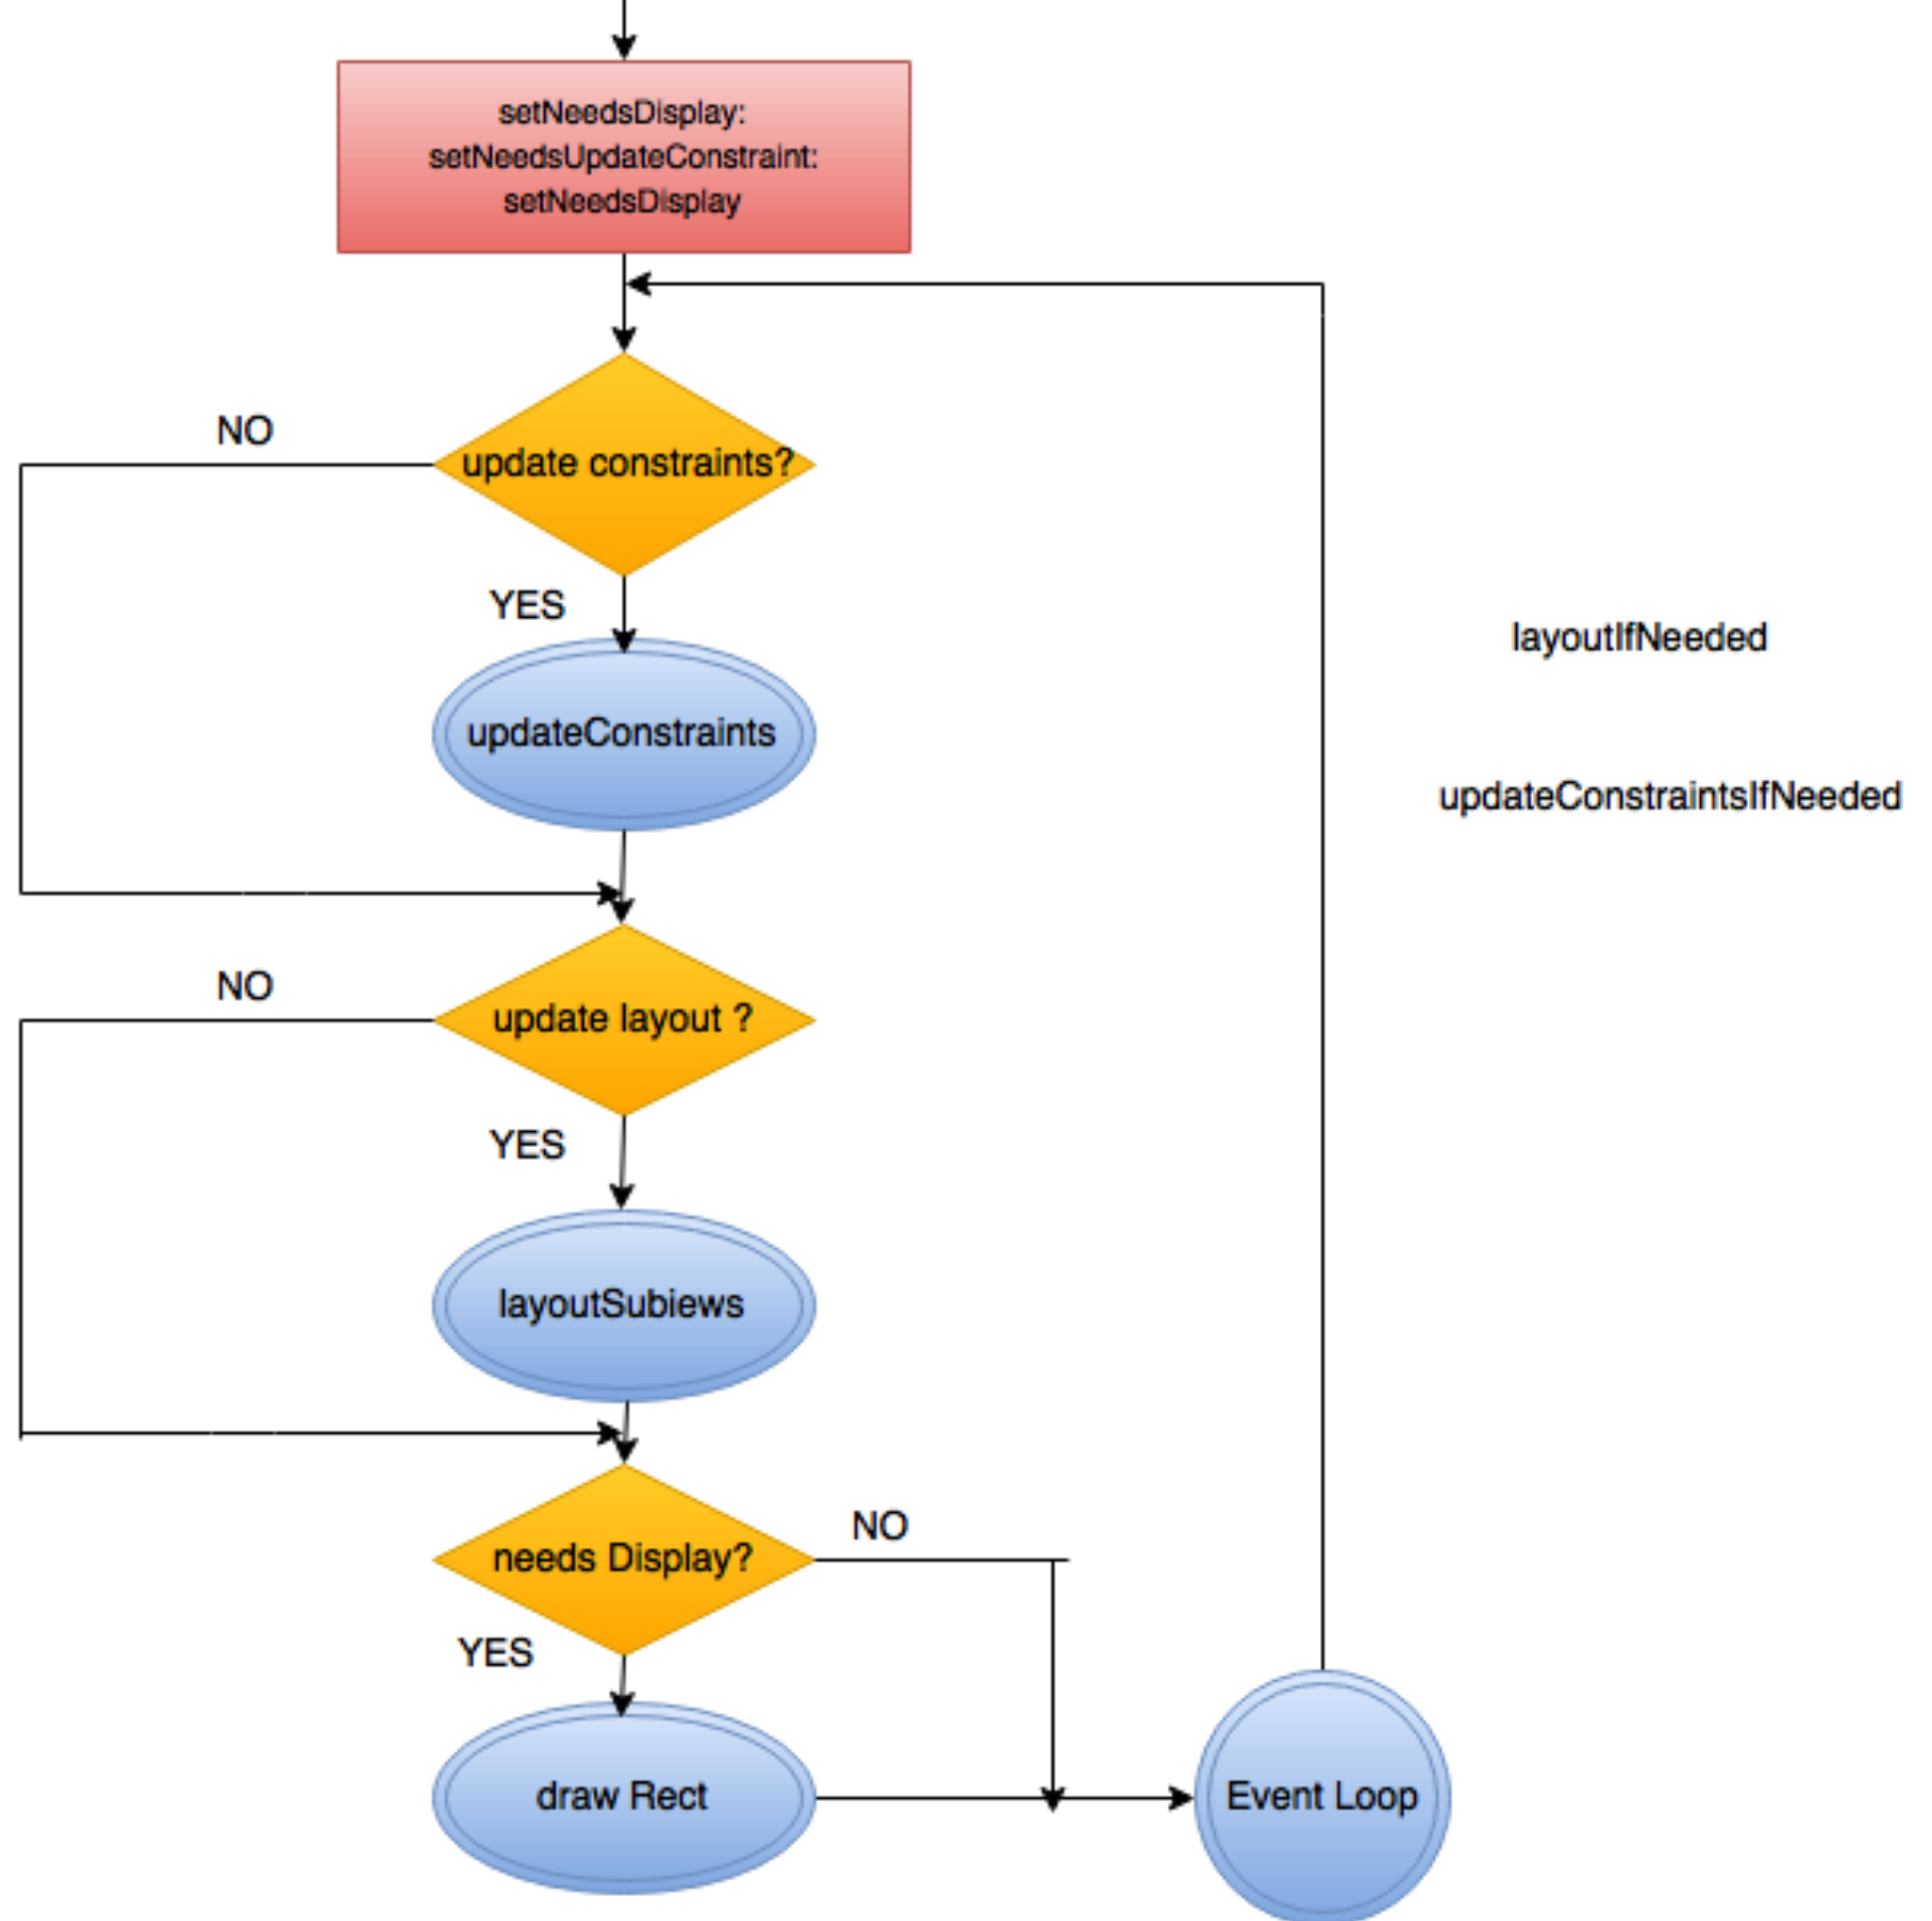 setNeedsDisplay:
setNeedsUpdateConstraint:
setNeedsDisplay
NO
update constraints?
YES
layoutIfNeeded
updateConstraints
updateConstraintsIfNeeded
NO
update layout ?
YES
layoutSubiews
NO
needs Display?
YES
draw Rect
Event Loop